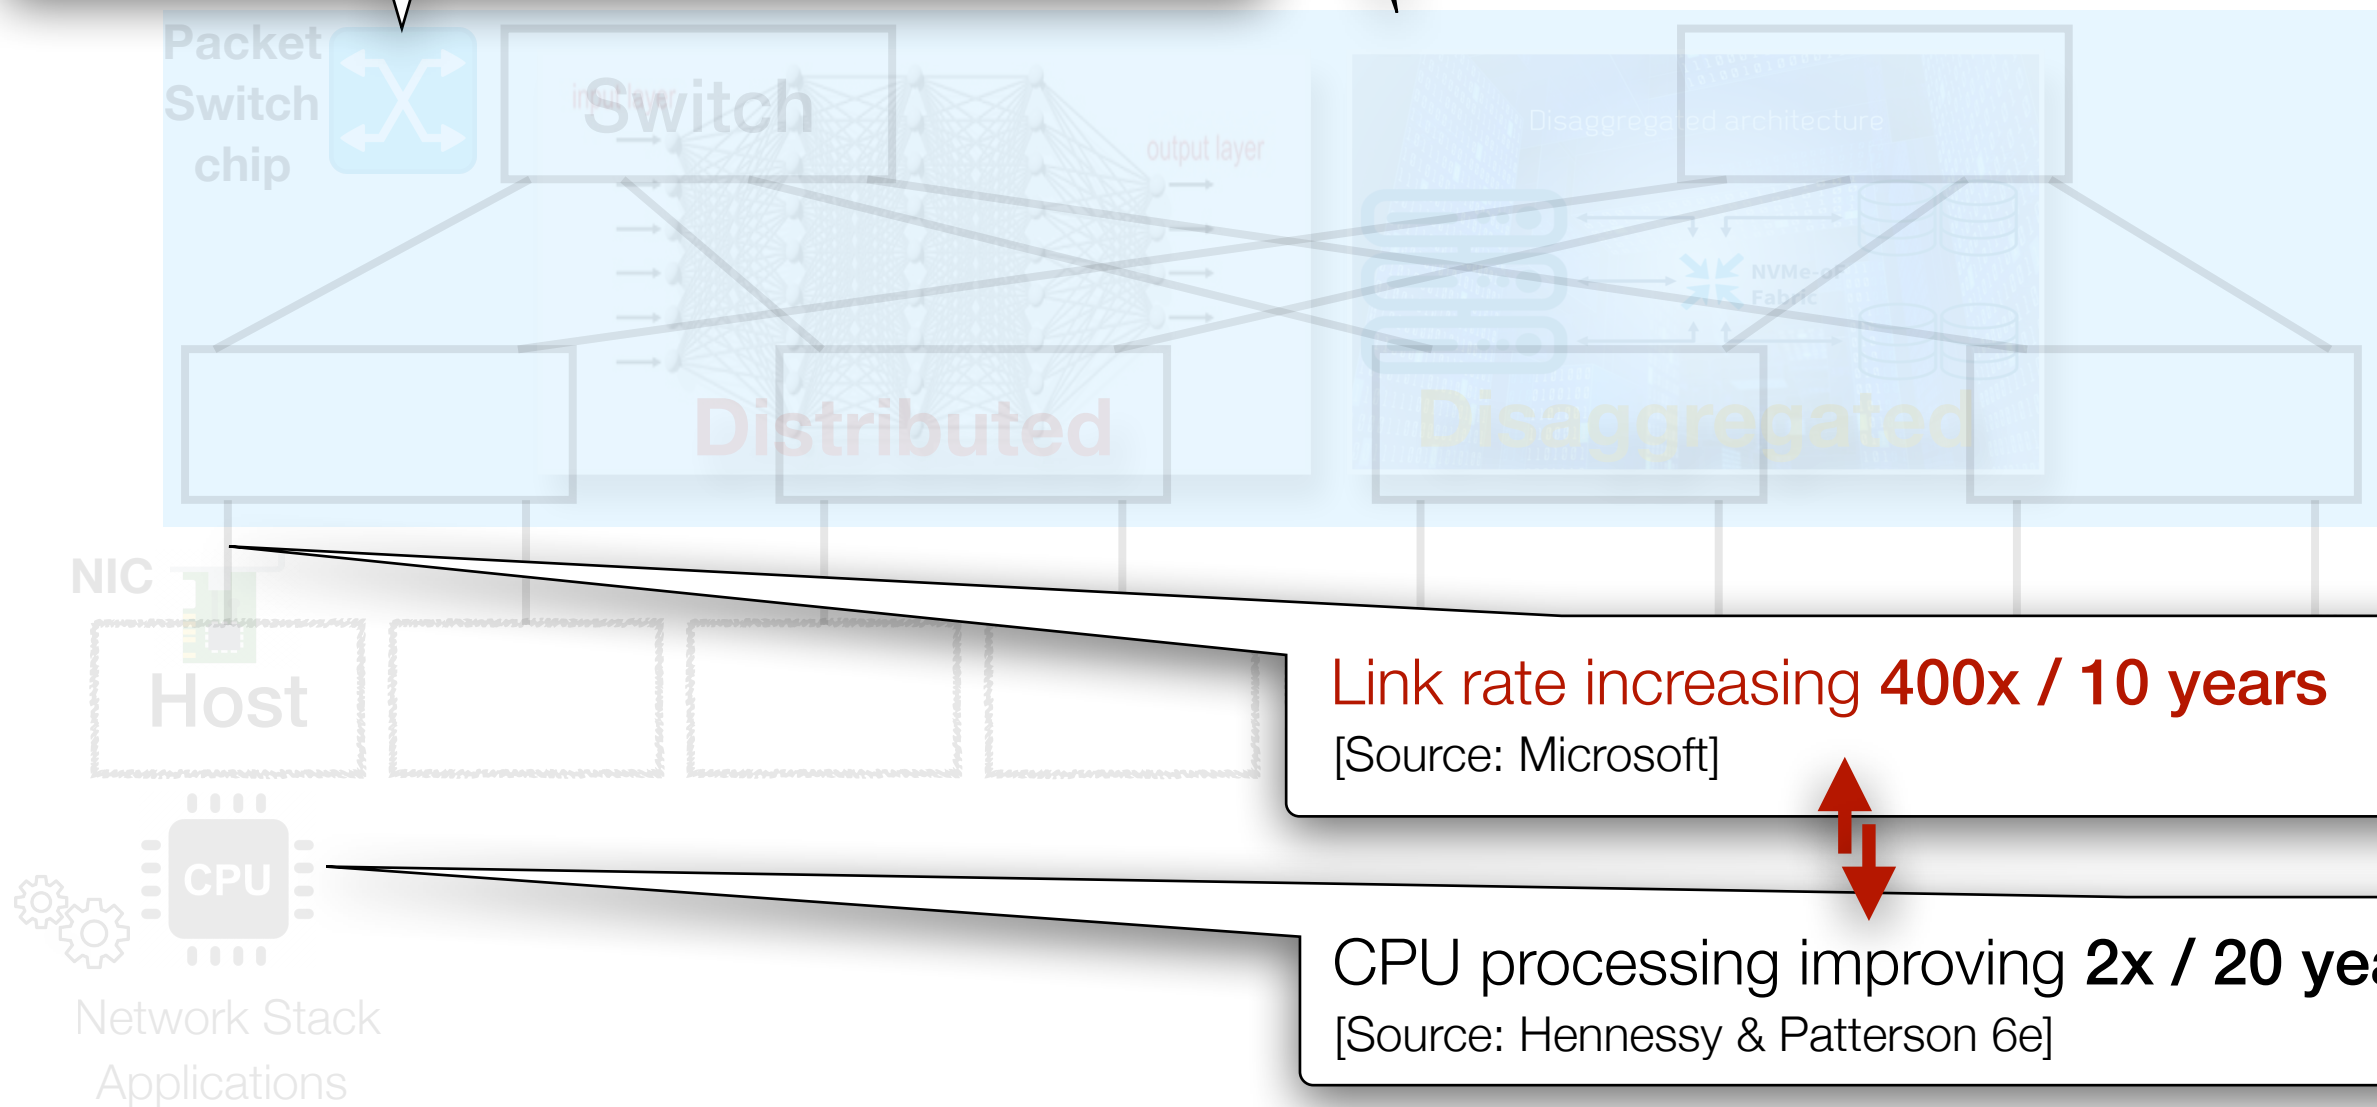 Packet
Switch
chip
Switch
input layer
output layer
Disaggregated architecture
NVMe-oF
Fabric
Distributed
Disaggregated
NIC
Host
Link rate increasing 400x / 10 years
[Source: Microsoft]
CPU
CPU processing improving 2x / 20 yea
[Source: Hennessy & Patterson 6e]
Network Stack
Applications